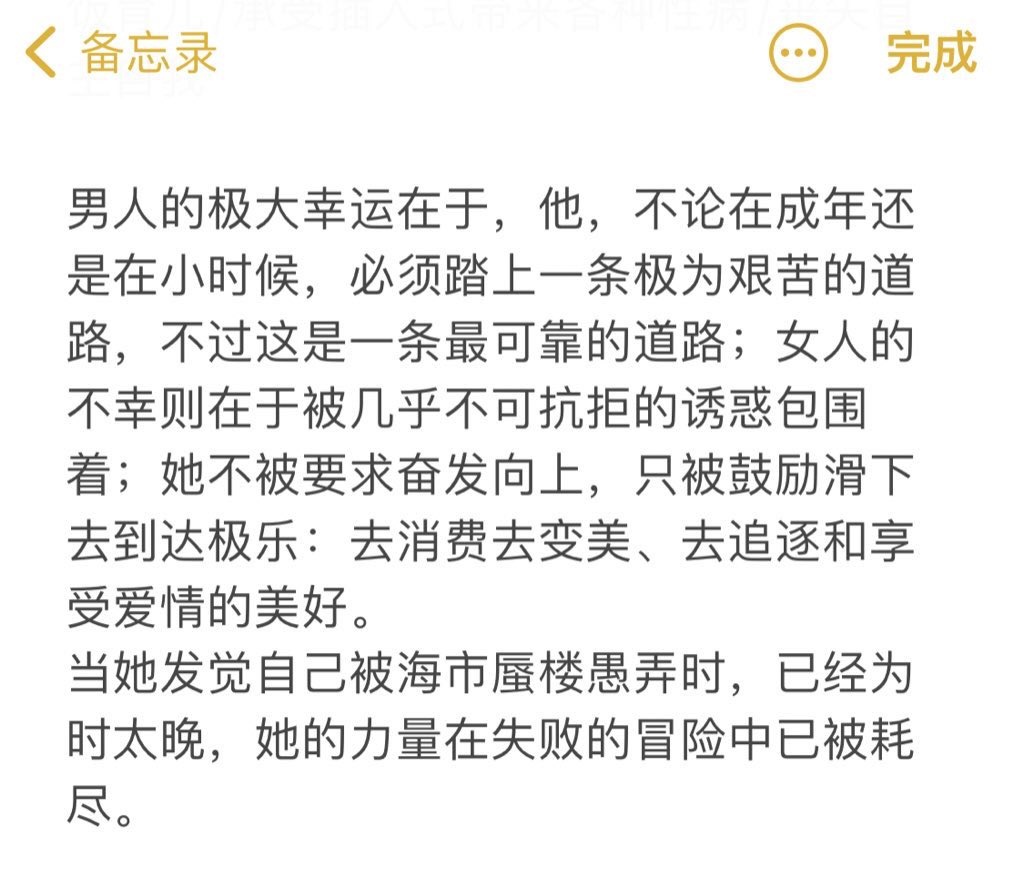 备忘录
完成
男人的极大幸运在于，他，不论在成年还
是在小时候，必须踏上一条极为艰苦的道
路，不过这是一条最可靠的道路；女人的
不幸则在于被几乎不可抗拒的诱惑包围
着；她不被要求奋发向上，只被鼓励滑下
去到达极乐：去消费去变美、去追逐和享
受爱情的美好。
当她发觉自己被海市蜃楼愚弄时，已经为
时太晚，她的力量在失败的冒险中已被耗
尽。